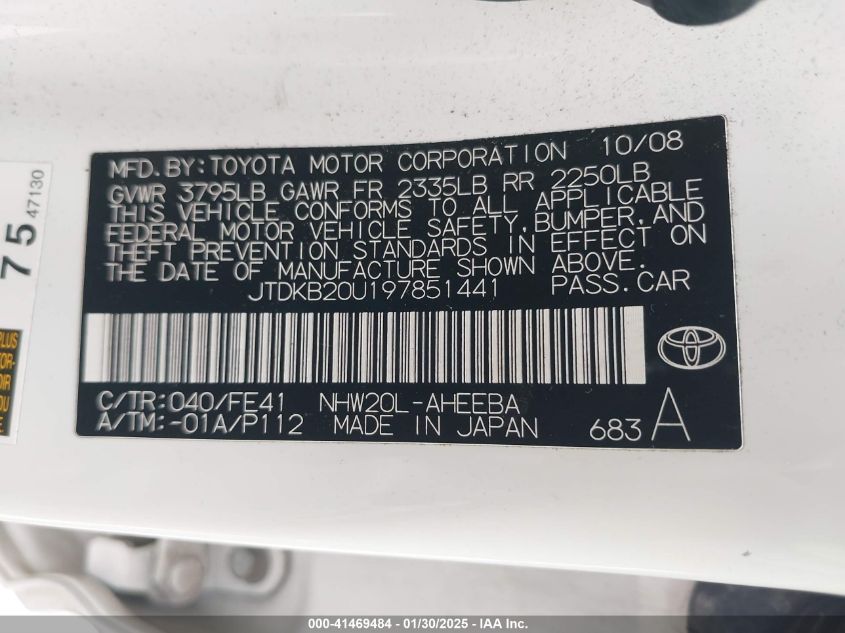 MFD. BY: TOYOTA MOTOR CORPORATION 10/08
GVWR 3795LB GAWR FR 2335LB RR 2250LB
THIS VEHICLE CONFORMS TO ALL APPLICABLE
FEDERAL MOTOR VEHICLE SAFETY, BUMPER, AND
THEFT PREVENTION STANDARDS IN EFFECT ON
THE DATE OF MANUFACTURE SHOWN ABOVE.
JTDKB20U197851441 PASS. CAR
C/TR: 040/FE41 NHW20L-AHEEBA
A/TM: -01A/P112 MADE IN JAPAN 683 A
75
47130
PLUS
DIR
OU
000-41469484 - 01/30/2025 - IAA Inc.